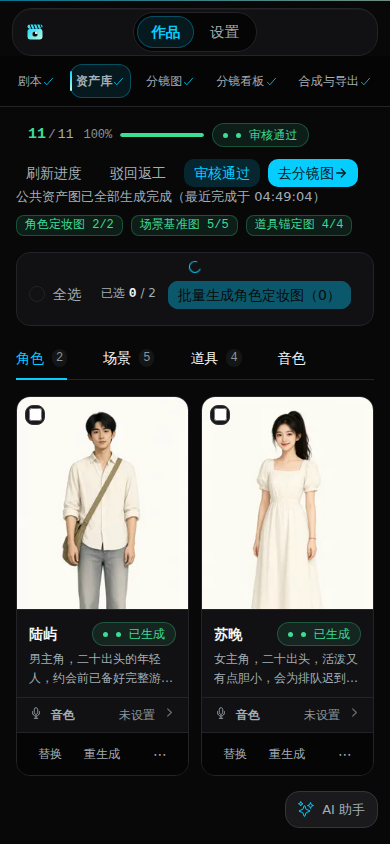 作品 设置
剧本 资产库 分镜图 分镜看板 合成与导出
11/11 100% 审核通过
刷新进度 驳回返工 审核通过 去分镜图→
公共资产图已全部生成完成（最近完成于 04:49:04）
角色定妆图 2/2 场景基准图 5/5 道具锚定图 4/4
全选 已选 0 / 2 批量生成角色定妆图（0）
角色 2 场景 5 道具 4 音色
陆屿 已生成
男主角，二十出头的年轻
人，约会前已备好完整游…
音色 未设置
替换 重生成 …
苏晚 已生成
女主角，二十出头，活泼又
有点胆小，会为排队迟到…
音色 未设置
替换 重生成 …
AI 助手